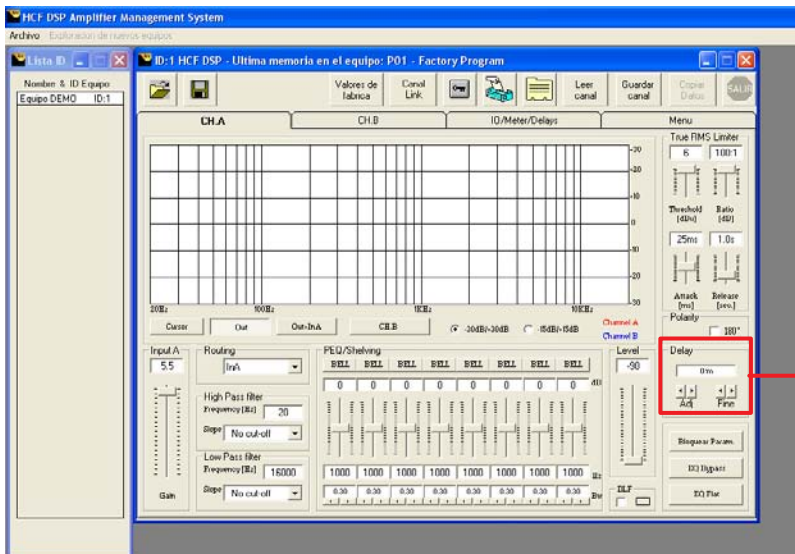 HCF DSP Amplifier Management System
Archivo Exploracion de nuevos equipos
Lista ID
Nombre & ID Equipo
Equipo DEMO ID:1
ID:1 HCF DSP - Ultima memoria en el equipo: P01 - Factory Program
Valores de fabrica
Canal Link
Leer canal
Guardar canal
Copiar Datos
SALIR
CH.A
CH.B
IO/Meter/Delays
Menu
-30
-20
-10
0
-10
-20
-30
20Hz
100Hz
1KHz
10KHz
Cursor
Out
Out-InA
CH.B
-30dB/-30dB
-15dB/-15dB
Channel A
Channel B
True RMS Limiter
6
100:1
Threshold [dBu]
Ratio [dB]
25ms
1.0s
Attack [ms]
Release [sec.]
Polarity
180°
Input A
5.5
Gain
Routing
InA
High Pass filter
Frequency [Hz] 20
Slope No cut-off
Low Pass filter
Frequency [Hz] 16000
Slope No cut-off
PEQ/Shelving
BELL BELL BELL BELL BELL BELL BELL
0 0 0 0 0 0 0 dB
1000 1000 1000 1000 1000 1000 1000 Hz
0.30 0.30 0.30 0.30 0.30 0.30 0.30 Bw
Level
-90
DLF
Delay
0m
Adj
Fine
Bloquear Param.
EQ Bypass
EQ Flat